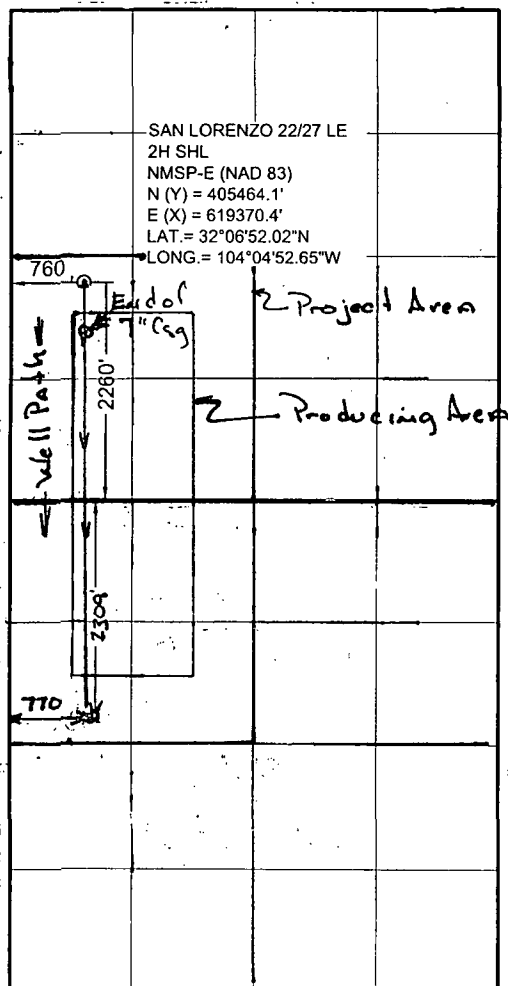 SAN LORENZO 22/27 LE
2H SHL
NMSP-E (NAD 83)
N (Y) = 405464.1'
E (X) = 619370.4'
LAT.= 32°06'52.02"N
LONG.= 104°04'52.65"W
760'
End of
7" Csg
Project Area
2260'
Well Path
Producing Area
2309'
770